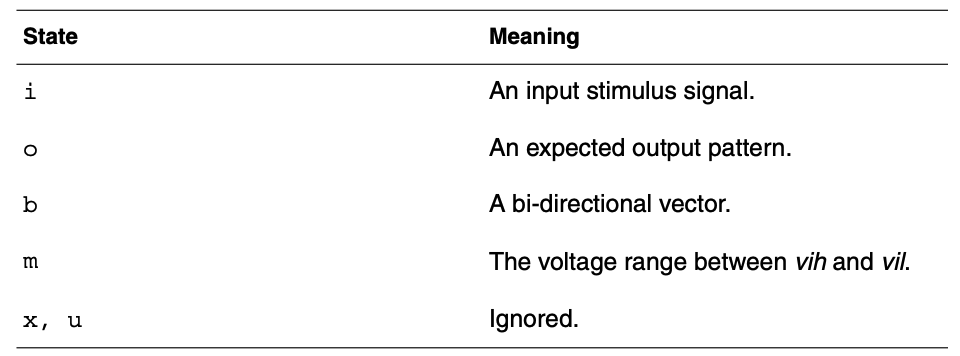 State Meaning
i An input stimulus signal.
o An expected output pattern.
b A bi-directional vector.
m The voltage range between vih and vil.
x, u Ignored.